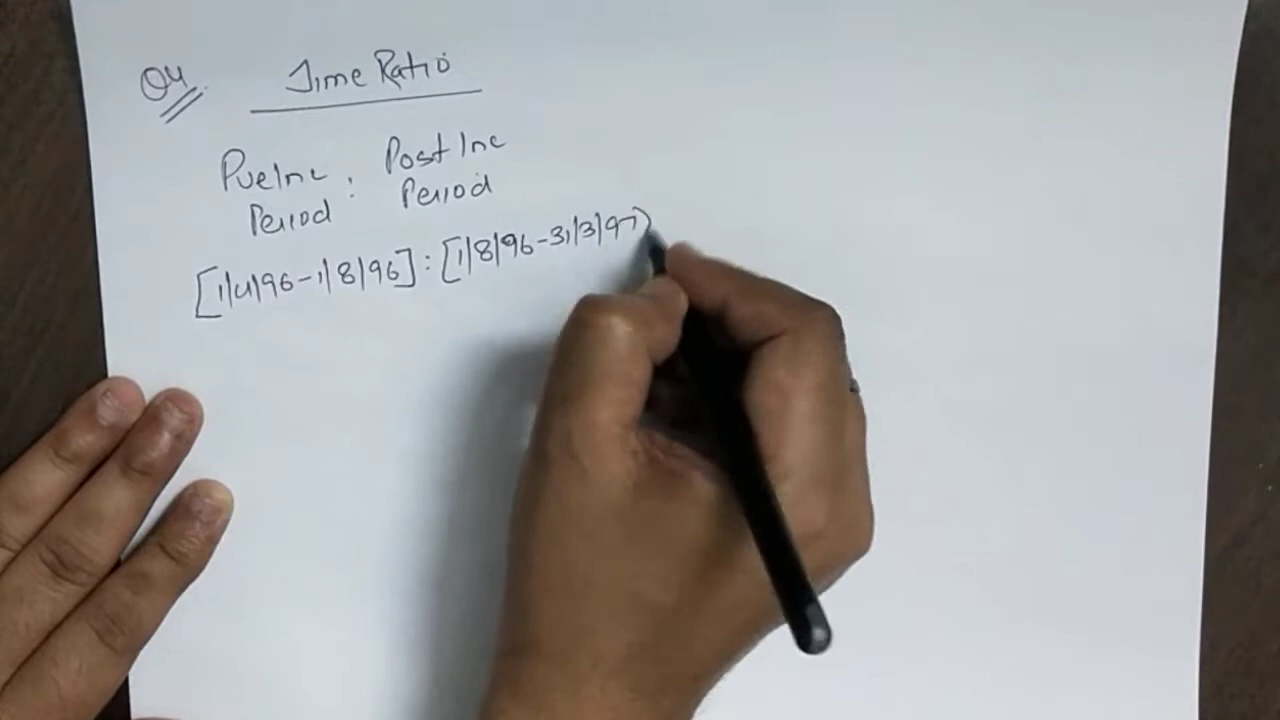 Q4. Time Ratio
PreInc : Post Inc
Period Period
[1/4/96-1/8/96] : [1/8/96-31/3/97)